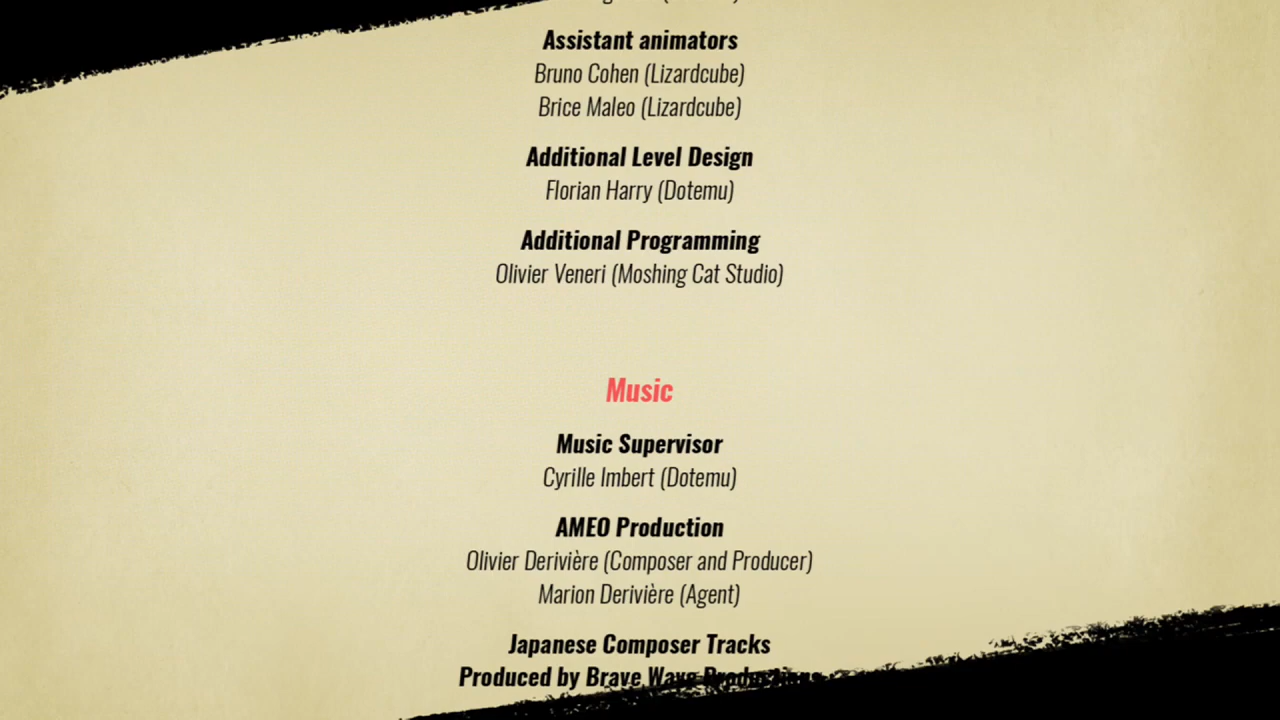 Assistant animators
Bruno Cohen (Lizardcube)
Brice Maleo (Lizardcube)
Additional Level Design
Florian Harry (Dotemu)
Additional Programming
Olivier Veneri (Moshing Cat Studio)
Music
Music Supervisor
Cyrille Imbert (Dotemu)
AMEO Production
Olivier Derivière (Composer and Producer)
Marion Derivière (Agent)
Japanese Composer Tracks
Produced by Brave Wave Productions